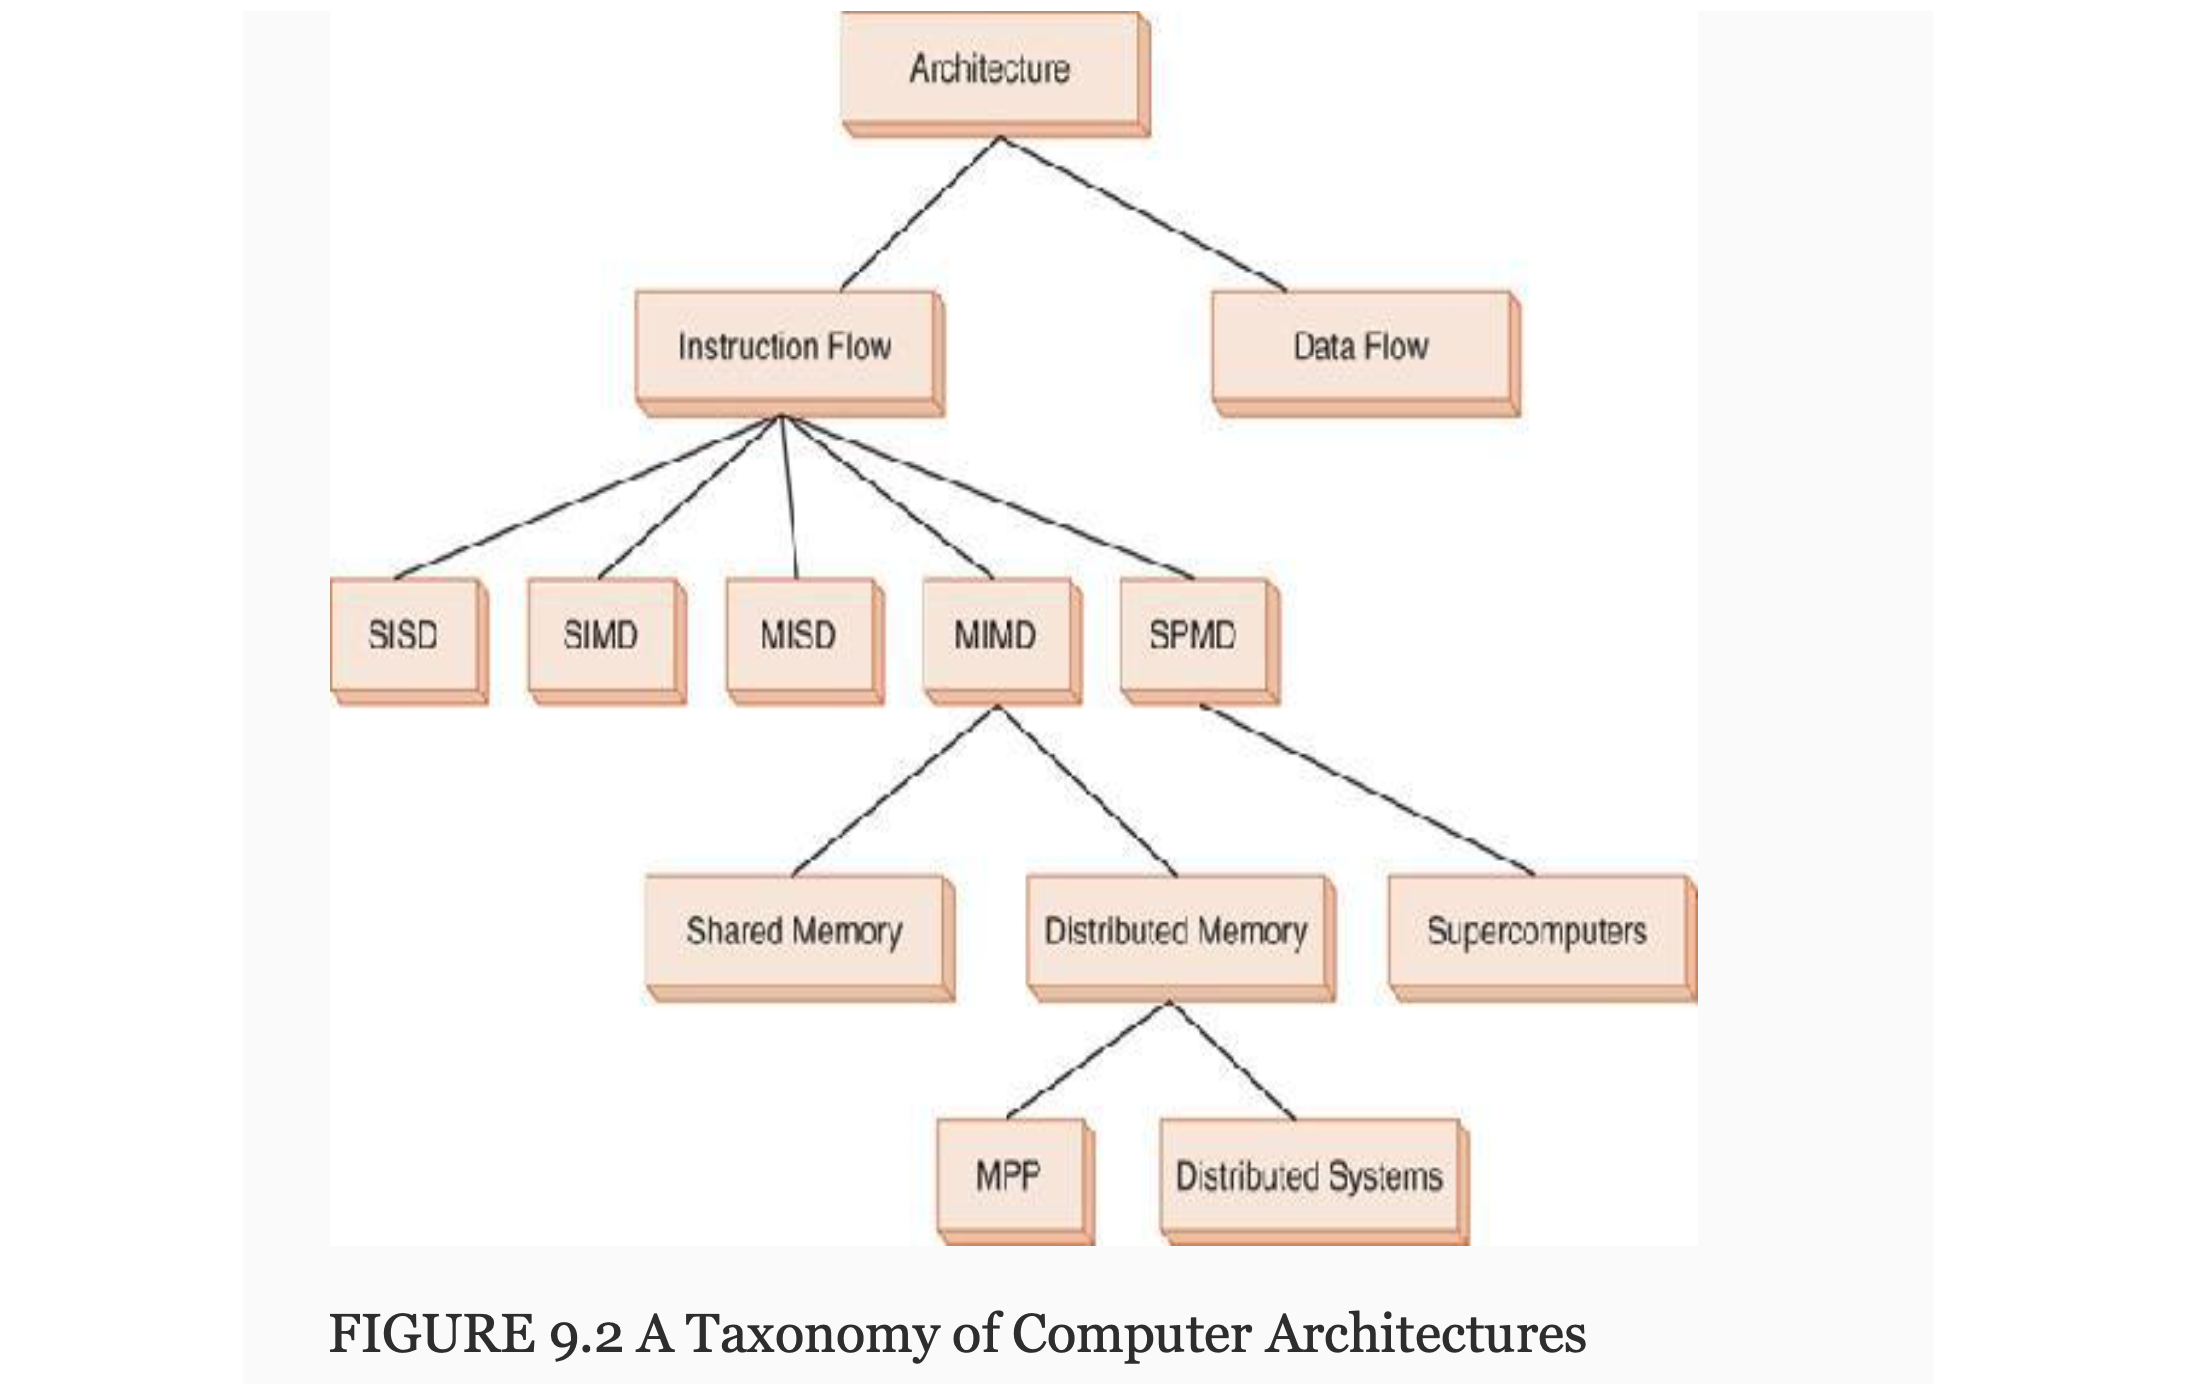 Architecture
Instruction Flow
Data Flow
SISD
SIMD
MISD
MIMD
SPMD
Shared Memory
Distributed Memory
Supercomputers
MPP
Distributed Systems
FIGURE 9.2 A Taxonomy of Computer Architectures